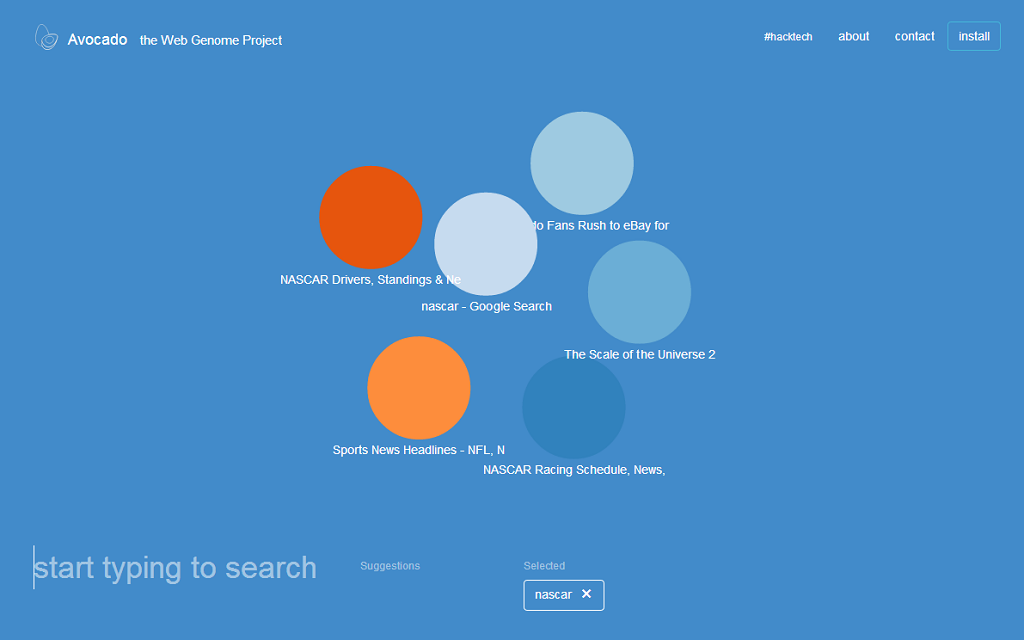 Avocado the Web Genome Project
#hacktech about contact install
Fans Rush to eBay for
NASCAR Drivers, Standings & Ne
nascar - Google Search
The Scale of the Universe 2
Sports News Headlines - NFL, N
NASCAR Racing Schedule, News,
start typing to search
Suggestions
Selected
nascar ✕